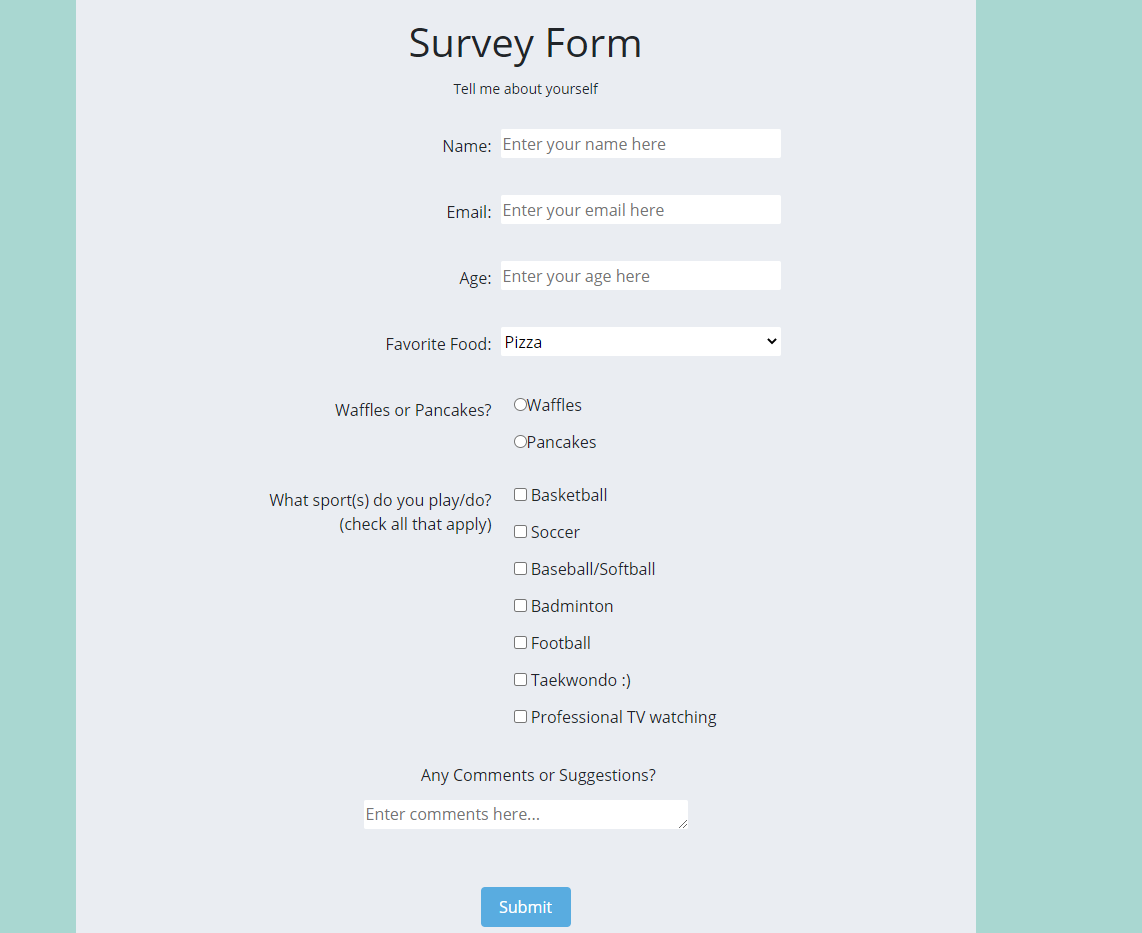 Survey Form
Tell me about yourself
Name: Enter your name here
Email: Enter your email here
Age: Enter your age here
Favorite Food: Pizza
Waffles or Pancakes? Waffles
Pancakes
What sport(s) do you play/do? Basketball
(check all that apply)
Soccer
Baseball/Softball
Badminton
Football
Taekwondo :)
Professional TV watching
Any Comments or Suggestions?
Enter comments here...
Submit